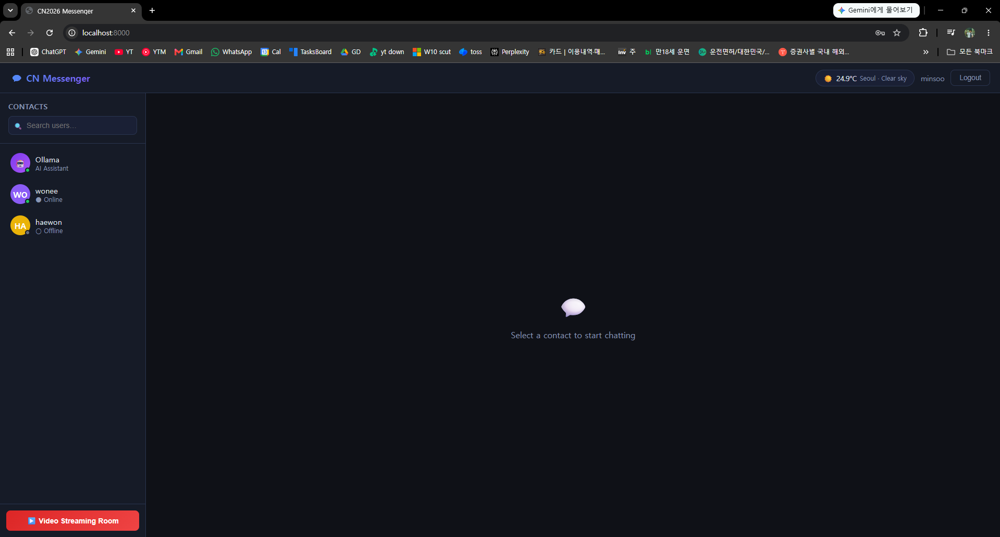 CN2026 Messenger
Gemini에게 물어보기
localhost:8000
ChatGPT Gemini YT YTM Gmail WhatsApp 13 Cal TasksBoard GD yt down W10 scut toss Perplexity 카드 | 이용내역·매... Inv 주 bl 만18세 운면 운전면허/대한민국/... 증권사별 국내 해외... 모든 북마크
CN Messenger
24.9°C Seoul · Clear sky
minsoo
Logout
CONTACTS
Search users...
Ollama
AI Assistant
WO
wonee
Online
HA
haewon
Offline
Select a contact to start chatting
Video Streaming Room